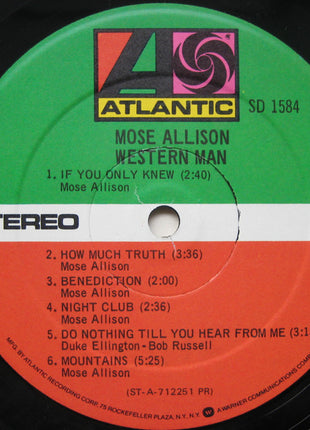 ATLANTIC
SD 1584
MOSE ALLISON
WESTERN MAN
1. IF YOU ONLY KNEW (2:40)
Mose Allison
STEREO
2. HOW MUCH TRUTH (3:36)
Mose Allison
3. BENEDICTION (2:00)
Mose Allison
4. NIGHT CLUB (2:36)
Mose Allison
5. DO NOTHING TILL YOU HEAR FROM ME (3:1
Duke Ellington-Bob Russell
6. MOUNTAINS (5:25)
Mose Allison
(ST-A-712251 PR)
MFG. BY ATLANTIC RECORDING CORP. 75 ROCKEFELLER PLAZA, N.Y. N.Y. W A WARNER COMMUNICATIONS COM